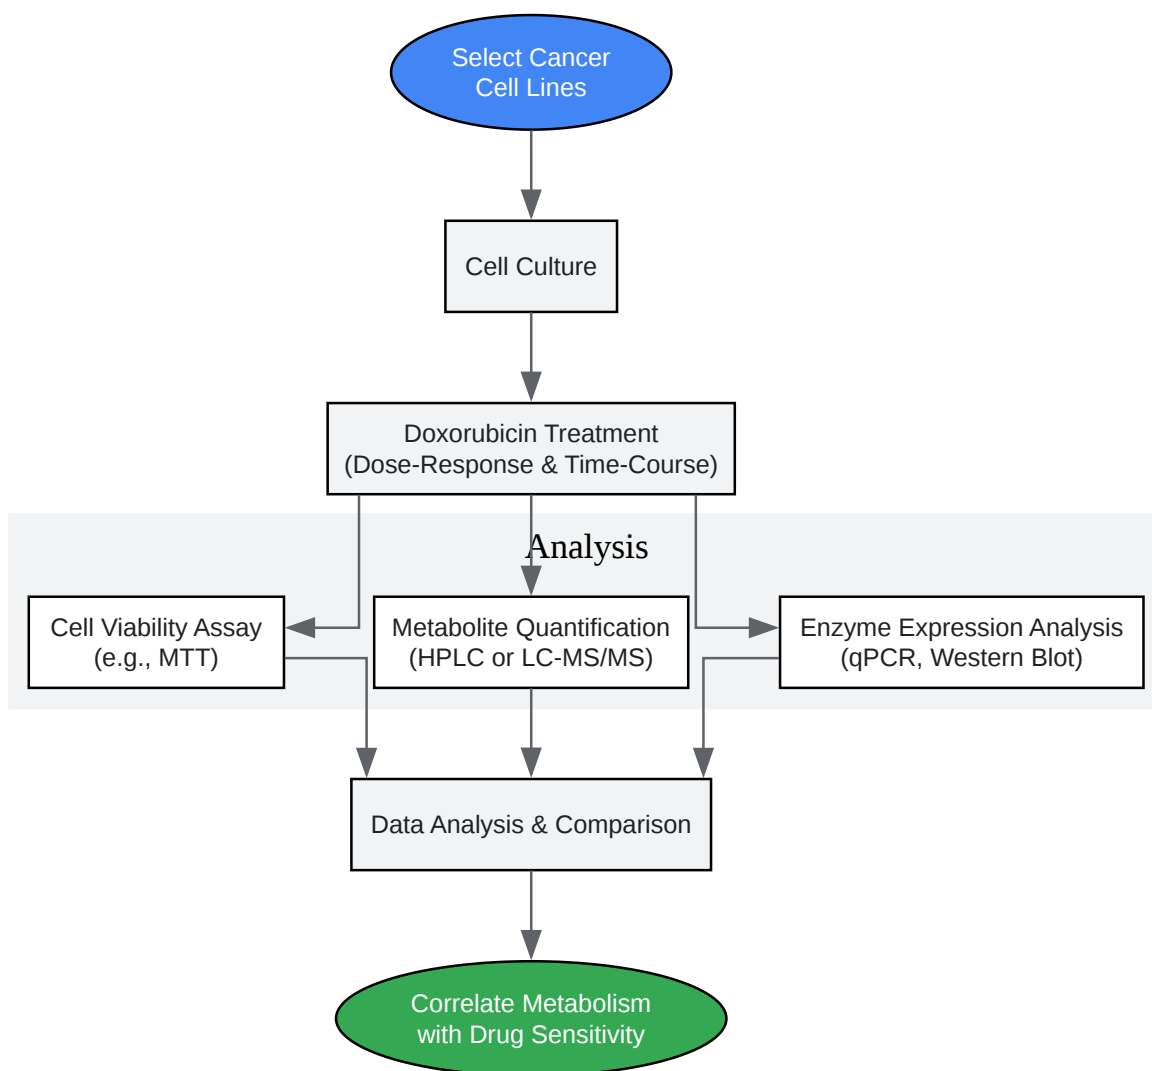 Select Cancer
Cell Lines
Cell Culture
Doxorubicin Treatment
(Dose-Response & Time-Course)
Analysis
Cell Viability Assay
(e.g., MTT)
Metabolite Quantification
(HPLC or LC-MS/MS)
Enzyme Expression Analysis
(qPCR, Western Blot)
Data Analysis & Comparison
Correlate Metabolism
with Drug Sensitivity